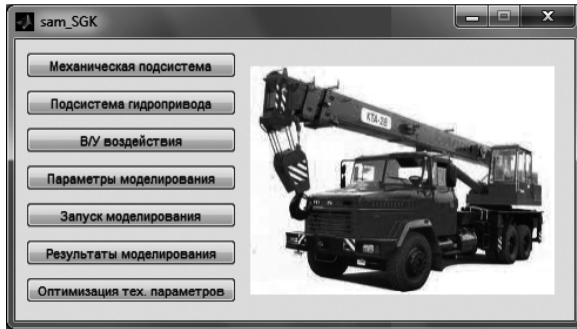 sam_SGK
Механическая подсистема
Подсистема гидропривода
В/У воздействия
Параметры моделирования
Запуск моделирования
Результаты моделирования
Оптимизация тех. параметров
КТА-28